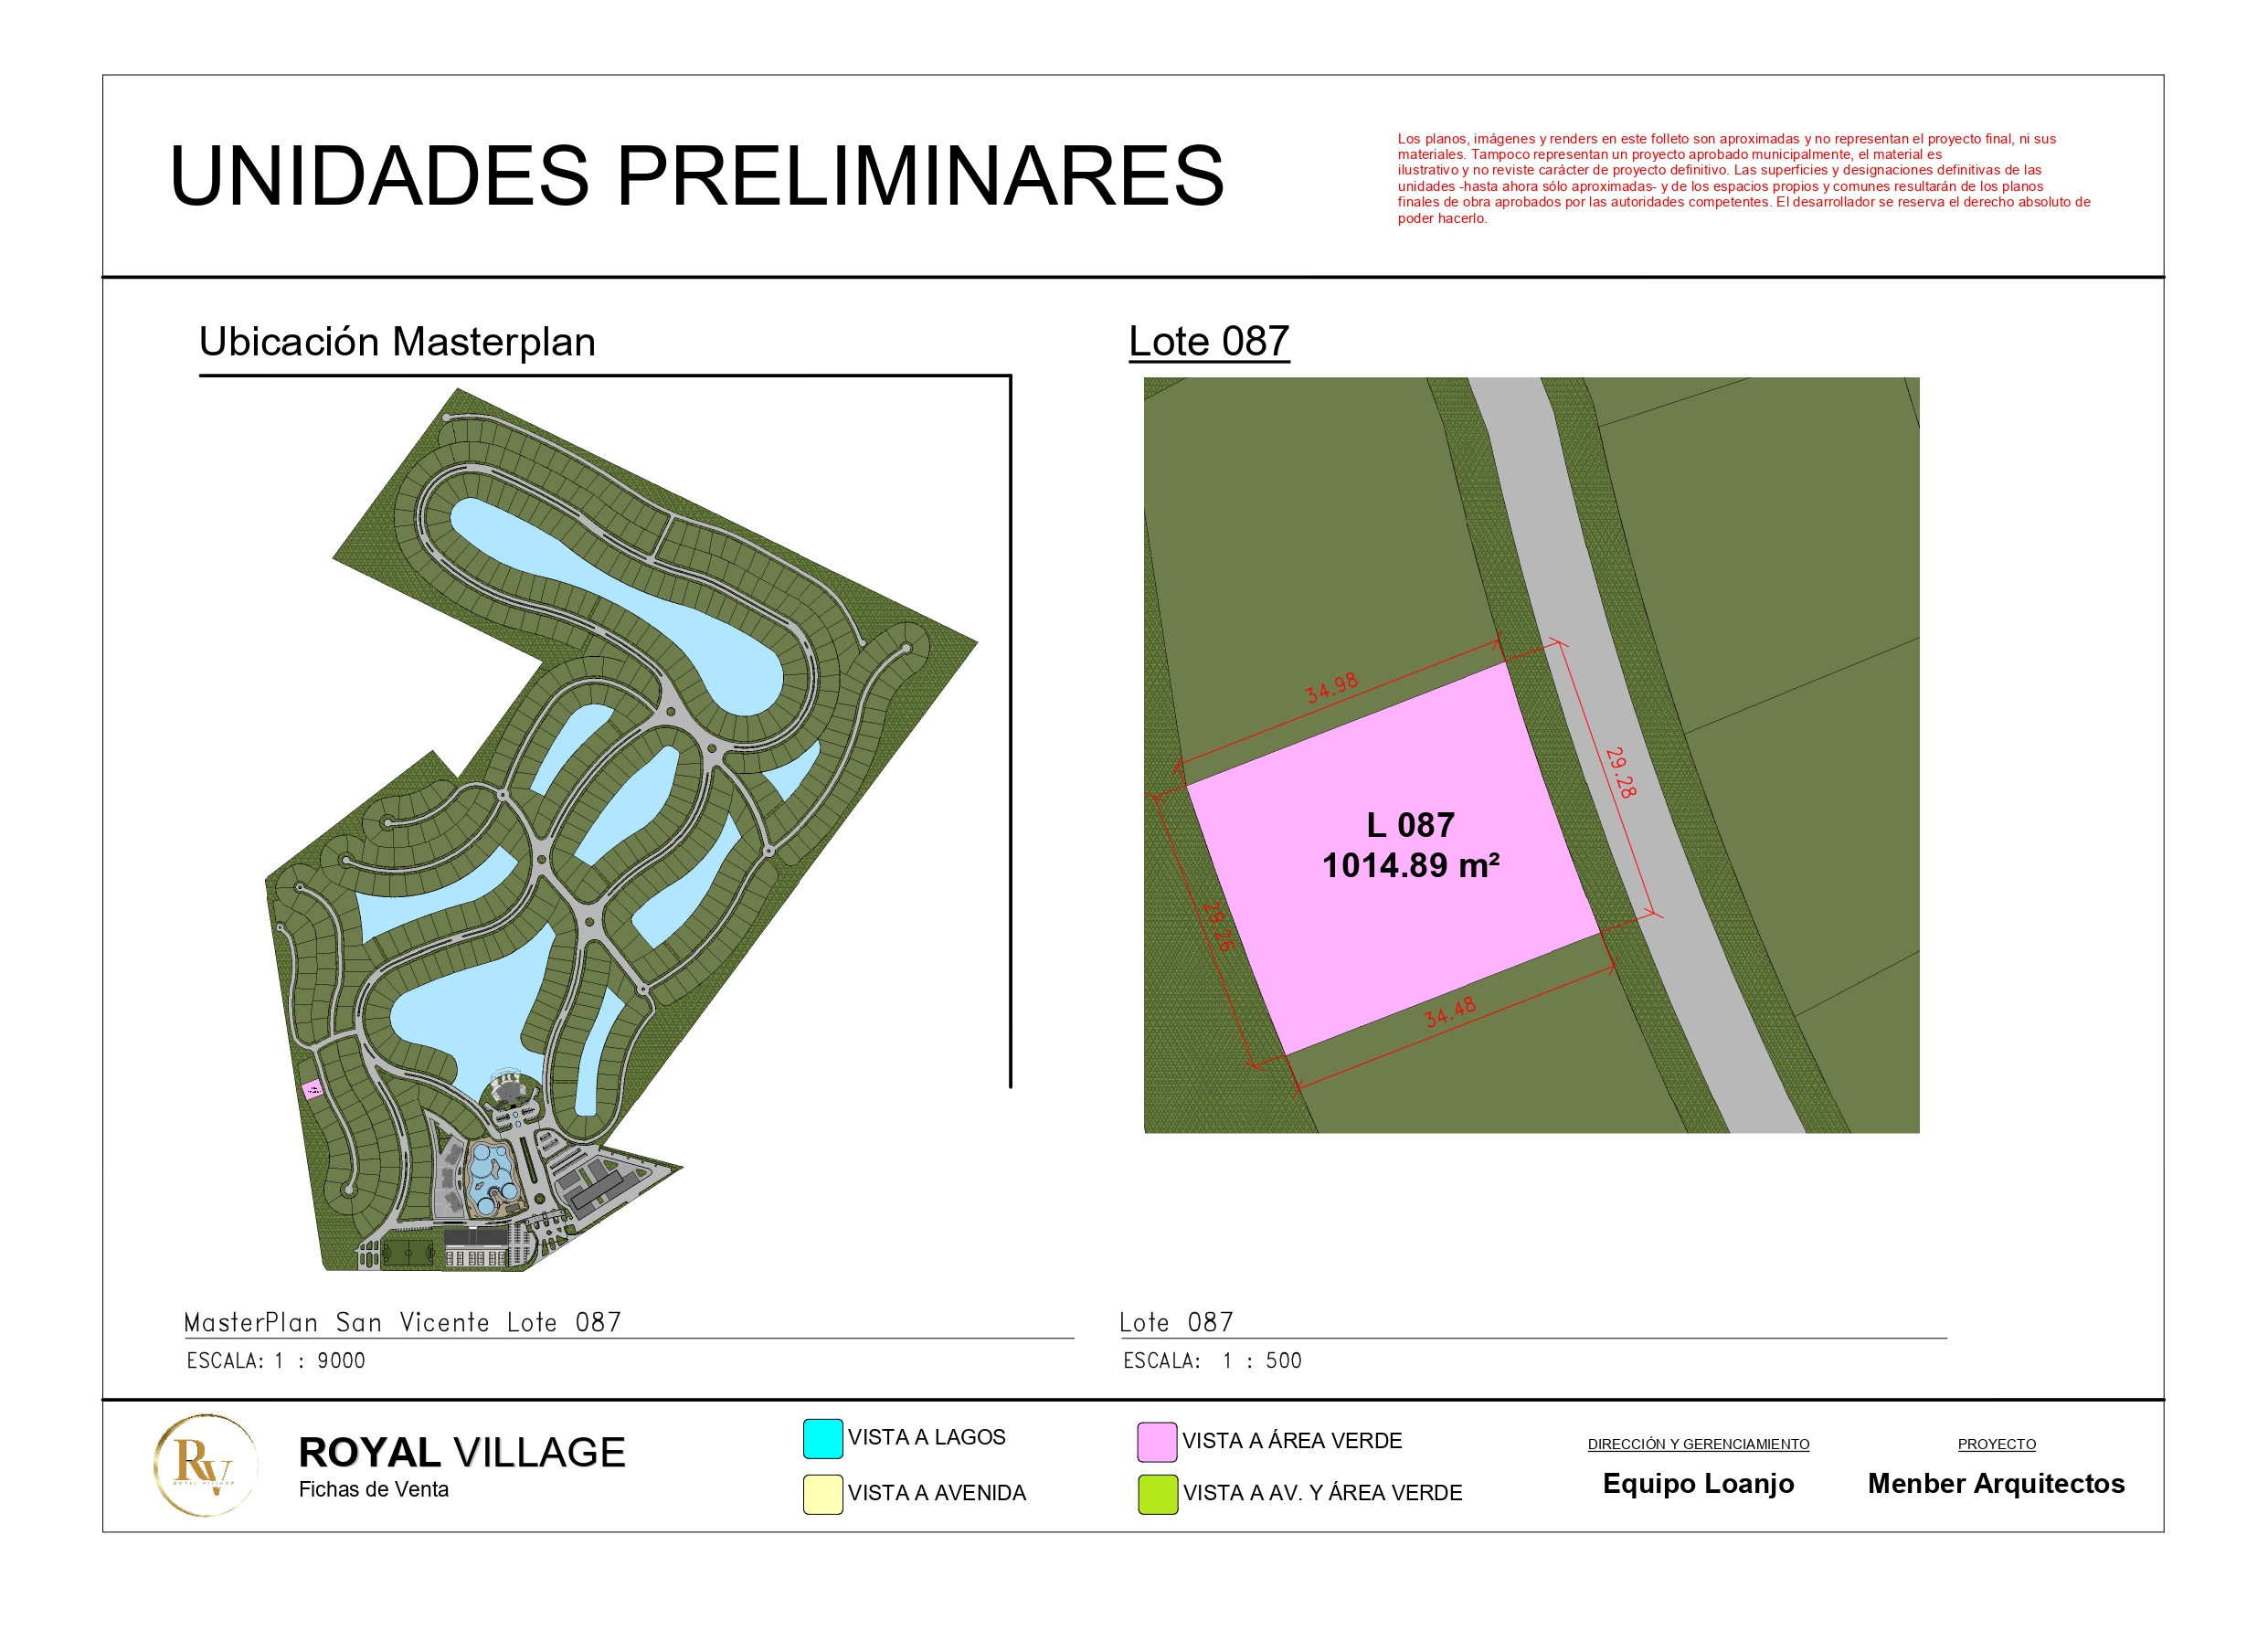 UNIDADES PRELIMINARES
Los planos, imágenes y renders en este folleto son aproximadas y no representan el proyecto final, ni sus
materiales. Tampoco representan un proyecto aprobado municipalmente, el material es
ilustrativo y no reviste carácter de proyecto definitivo. Las superficies y designaciones definitivas de las
unidades -hasta ahora sólo aproximadas- y de los espacios propios y comunes resultarán de los planos
finales de obra aprobados por las autoridades competentes. El desarrollador se reserva el derecho absoluto de
poder hacerlo.
Ubicación Masterplan
Lote 087
34.98
29.28
L 087
1014.89 m²
29.26
34.48
MasterPlan San Vicente Lote 087
ESCALA: 1 : 9000
Lote 087
ESCALA: 1 : 500
RV
ROYAL VILLAGE
ROYAL VILLAGE
Fichas de Venta
VISTA A LAGOS
VISTA A AVENIDA
VISTA A ÁREA VERDE
VISTA A AV. Y ÁREA VERDE
DIRECCIÓN Y GERENCIAMIENTO
Equipo Loanjo
PROYECTO
Menber Arquitectos